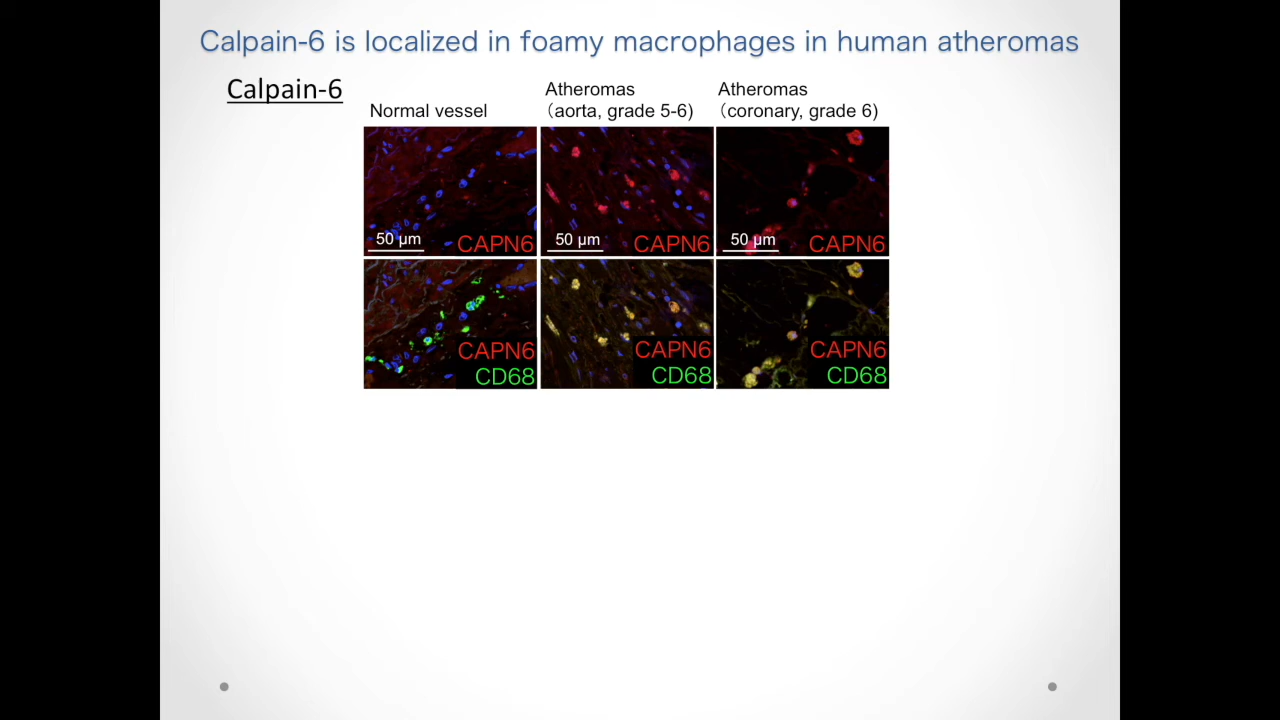 Calpain-6 is localized in foamy macrophages in human atheromas
Calpain-6
Normal vessel
Atheromas
（aorta, grade 5-6)
Atheromas
（coronary, grade 6)
50 µm
CAPN6
50 µm
CAPN6
50 µm
CAPN6
CAPN6
CD68
CAPN6
CD68
CAPN6
CD68